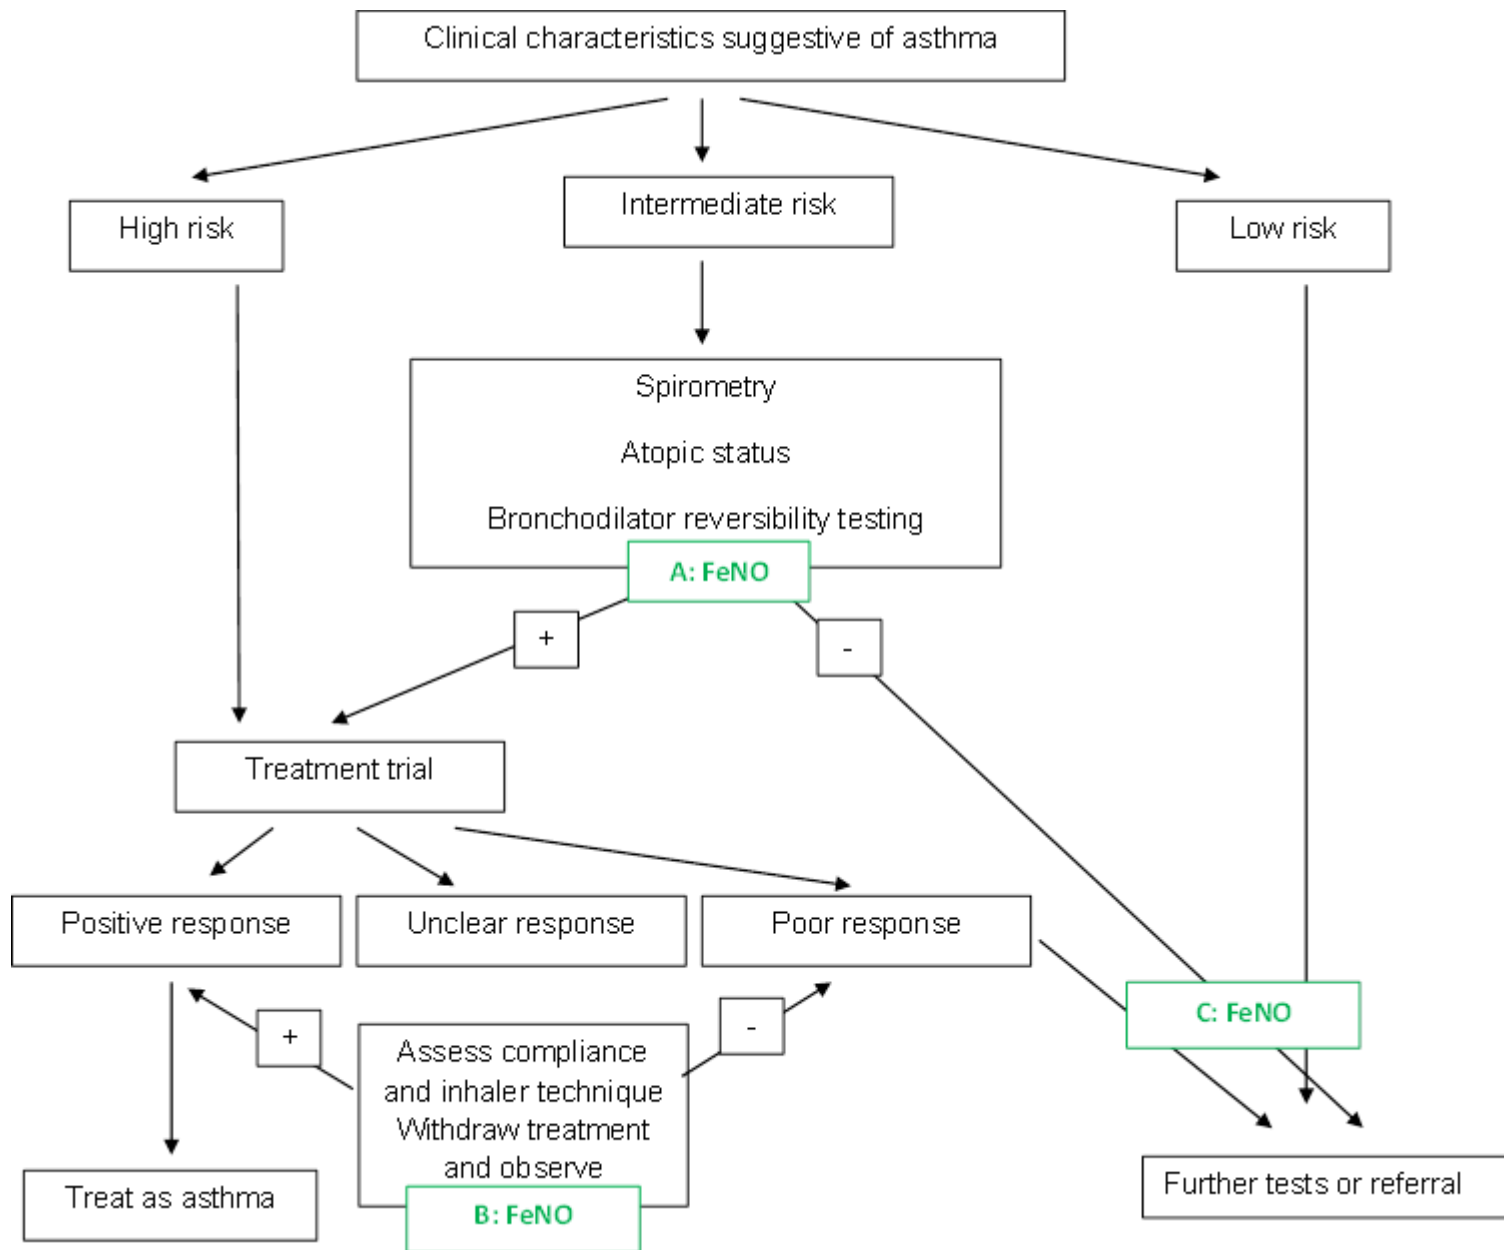 Clinical characteristics suggestive of asthma
High risk
Intermediate risk
Low risk
Spirometry
Atopic status
Bronchodilator reversibility testing
A: FeNO
+
-
Treatment trial
Positive response
Unclear response
Poor response
+
-
Assess compliance
and inhaler technique
Withdraw treatment
and observe
B: FeNO
C: FeNO
Treat as asthma
Further tests or referral